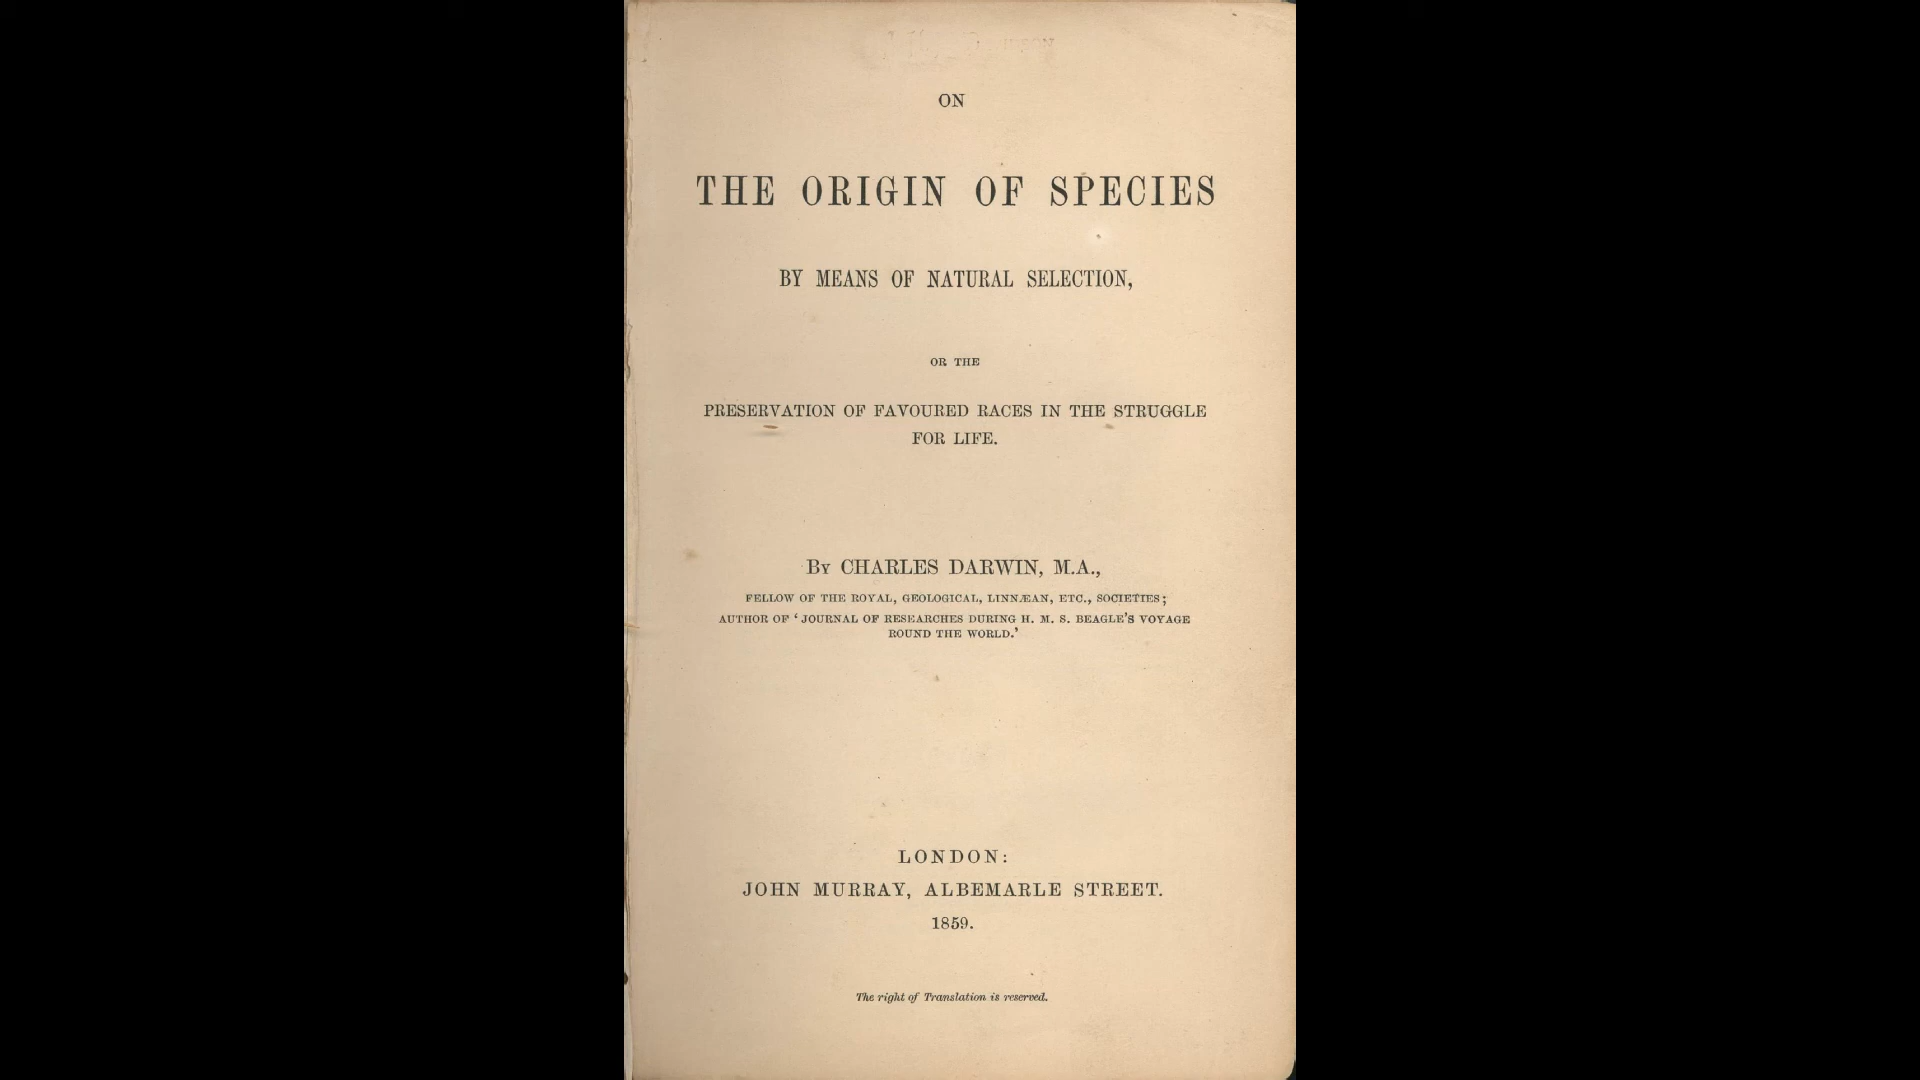 ON
THE ORIGIN OF SPECIES
BY MEANS OF NATURAL SELECTION,
OR THE
PRESERVATION OF FAVOURED RACES IN THE STRUGGLE
FOR LIFE.
By CHARLES DARWIN, M.A.,
FELLOW OF THE ROYAL, GEOLOGICAL, LINNÆAN, ETC., SOCIETIES;
AUTHOR OF ‘JOURNAL OF RESEARCHES DURING H. M. S. BEAGLE’S VOYAGE
ROUND THE WORLD.’
LONDON:
JOHN MURRAY, ALBEMARLE STREET.
1859.
The right of Translation is reserved.